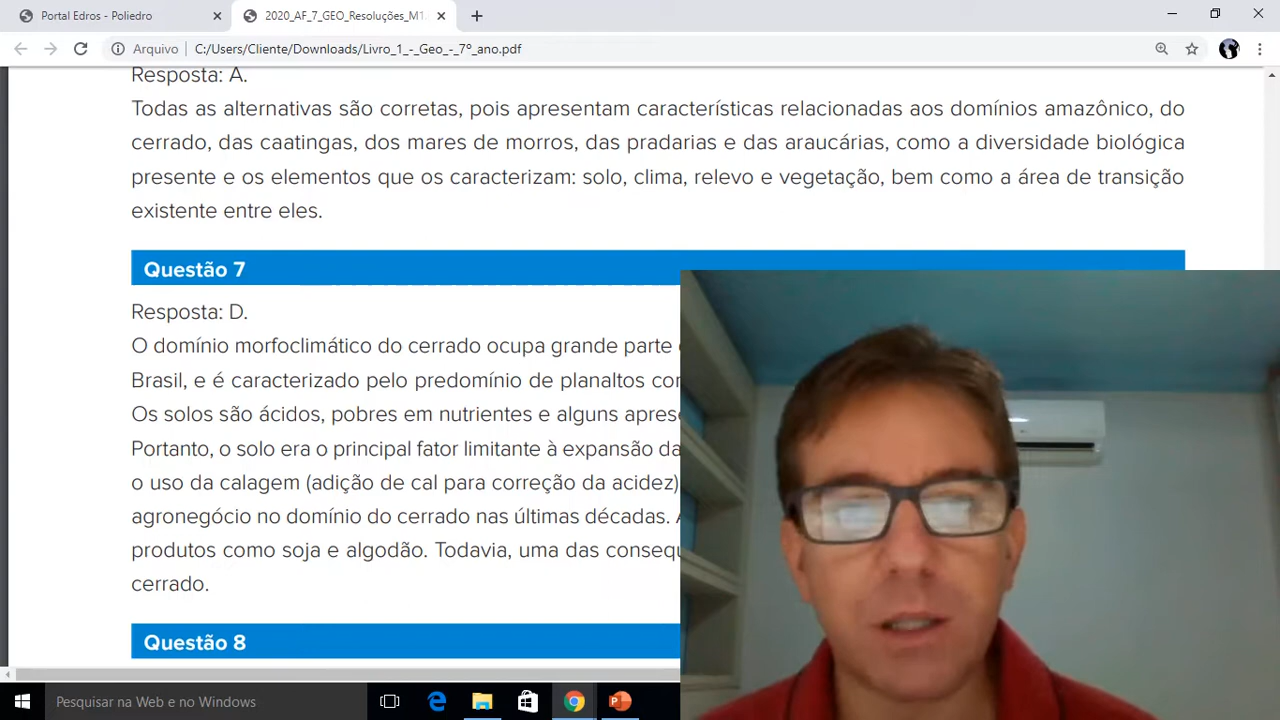 Portal Edros - Poliedro
2020_AF_7_GEO_Resoluções_M1
Arquivo
C:/Users/Cliente/Downloads/Livro_1_-_Geo_-_7º_ano.pdf
Resposta: A.
Todas as alternativas são corretas, pois apresentam características relacionadas aos domínios amazônico, do
cerrado, das caatingas, dos mares de morros, das pradarias e das araucárias, como a diversidade biológica
presente e os elementos que os caracterizam: solo, clima, relevo e vegetação, bem como a área de transição
existente entre eles.
Questão 7
Resposta: D.
O domínio morfoclimático do cerrado ocupa grande parte
Brasil, e é caracterizado pelo predomínio de planaltos
Os solos são ácidos, pobres em nutrientes e alguns
Portanto, o solo era o principal fator limitante à expansão da
o uso da calagem (adição de cal para correção da acidez)
agronegócio no domínio do cerrado nas últimas décadas.
produtos como soja e algodão. Todavia, uma das
cerrado.
Questão 8
Pesquisar na Web e no Windows